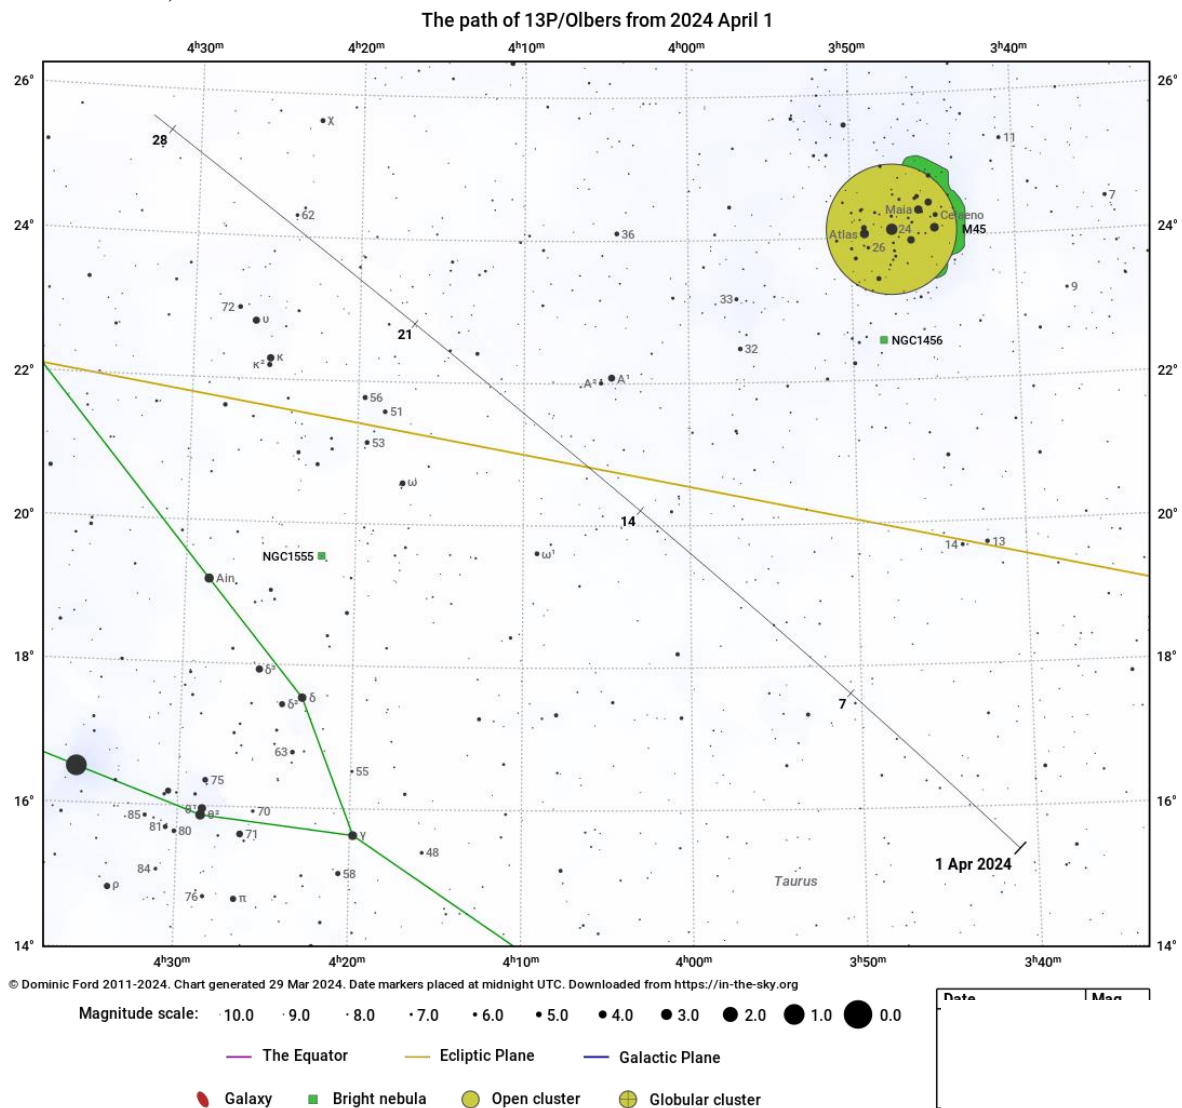 The path of 13P/Olbers from 2024 April 1
4h30m 4h20m 4h10m 4h00m 3h50m 3h40m
26° 26°
χ
11
28
7
62
24° 24°
36
Maia Celaeno
Atlas 24 M45
26
9
33
72
υ
21
NGC1456
32
κ
κ²
22° 22°
A² A¹
56
51
53
ω
20° 20°
14
14 13
NGC1555 ω¹
Ain
18° 18°
δ³
δ
δ²
7
63
55
75
16° 16°
θ¹ θ² 70
85
81 80 71 γ
48
1 Apr 2024
84 58
Taurus
ρ
76 π
14° 14°
4h30m 4h20m 4h10m 4h00m 3h50m 3h40m
© Dominic Ford 2011-2024. Chart generated 29 Mar 2024. Date markers placed at midnight UTC. Downloaded from https://in-the-sky.org
Date Mag
Magnitude scale: 10.0 9.0 8.0 7.0 6.0 5.0 4.0 3.0 2.0 1.0 0.0
The Equator Ecliptic Plane Galactic Plane
Galaxy Bright nebula Open cluster Globular cluster